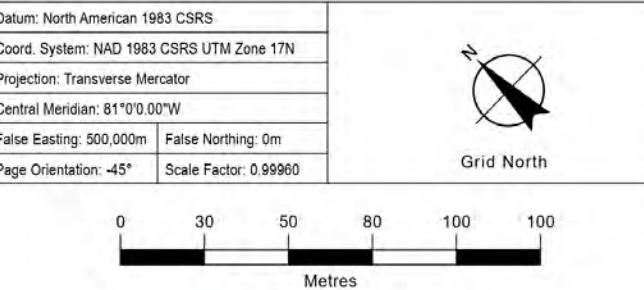 Datum: North American 1983 CSRS
Coord. System: NAD 1983 CSRS UTM Zone 17N
Projection: Transverse Mercator
Central Meridian: 81°0'0.00"W
False Easting: 500,000m False Northing: 0m
Page Orientation: -45° Scale Factor: 0.99960
N
Grid North
0 30 50 80 100 100
Metres